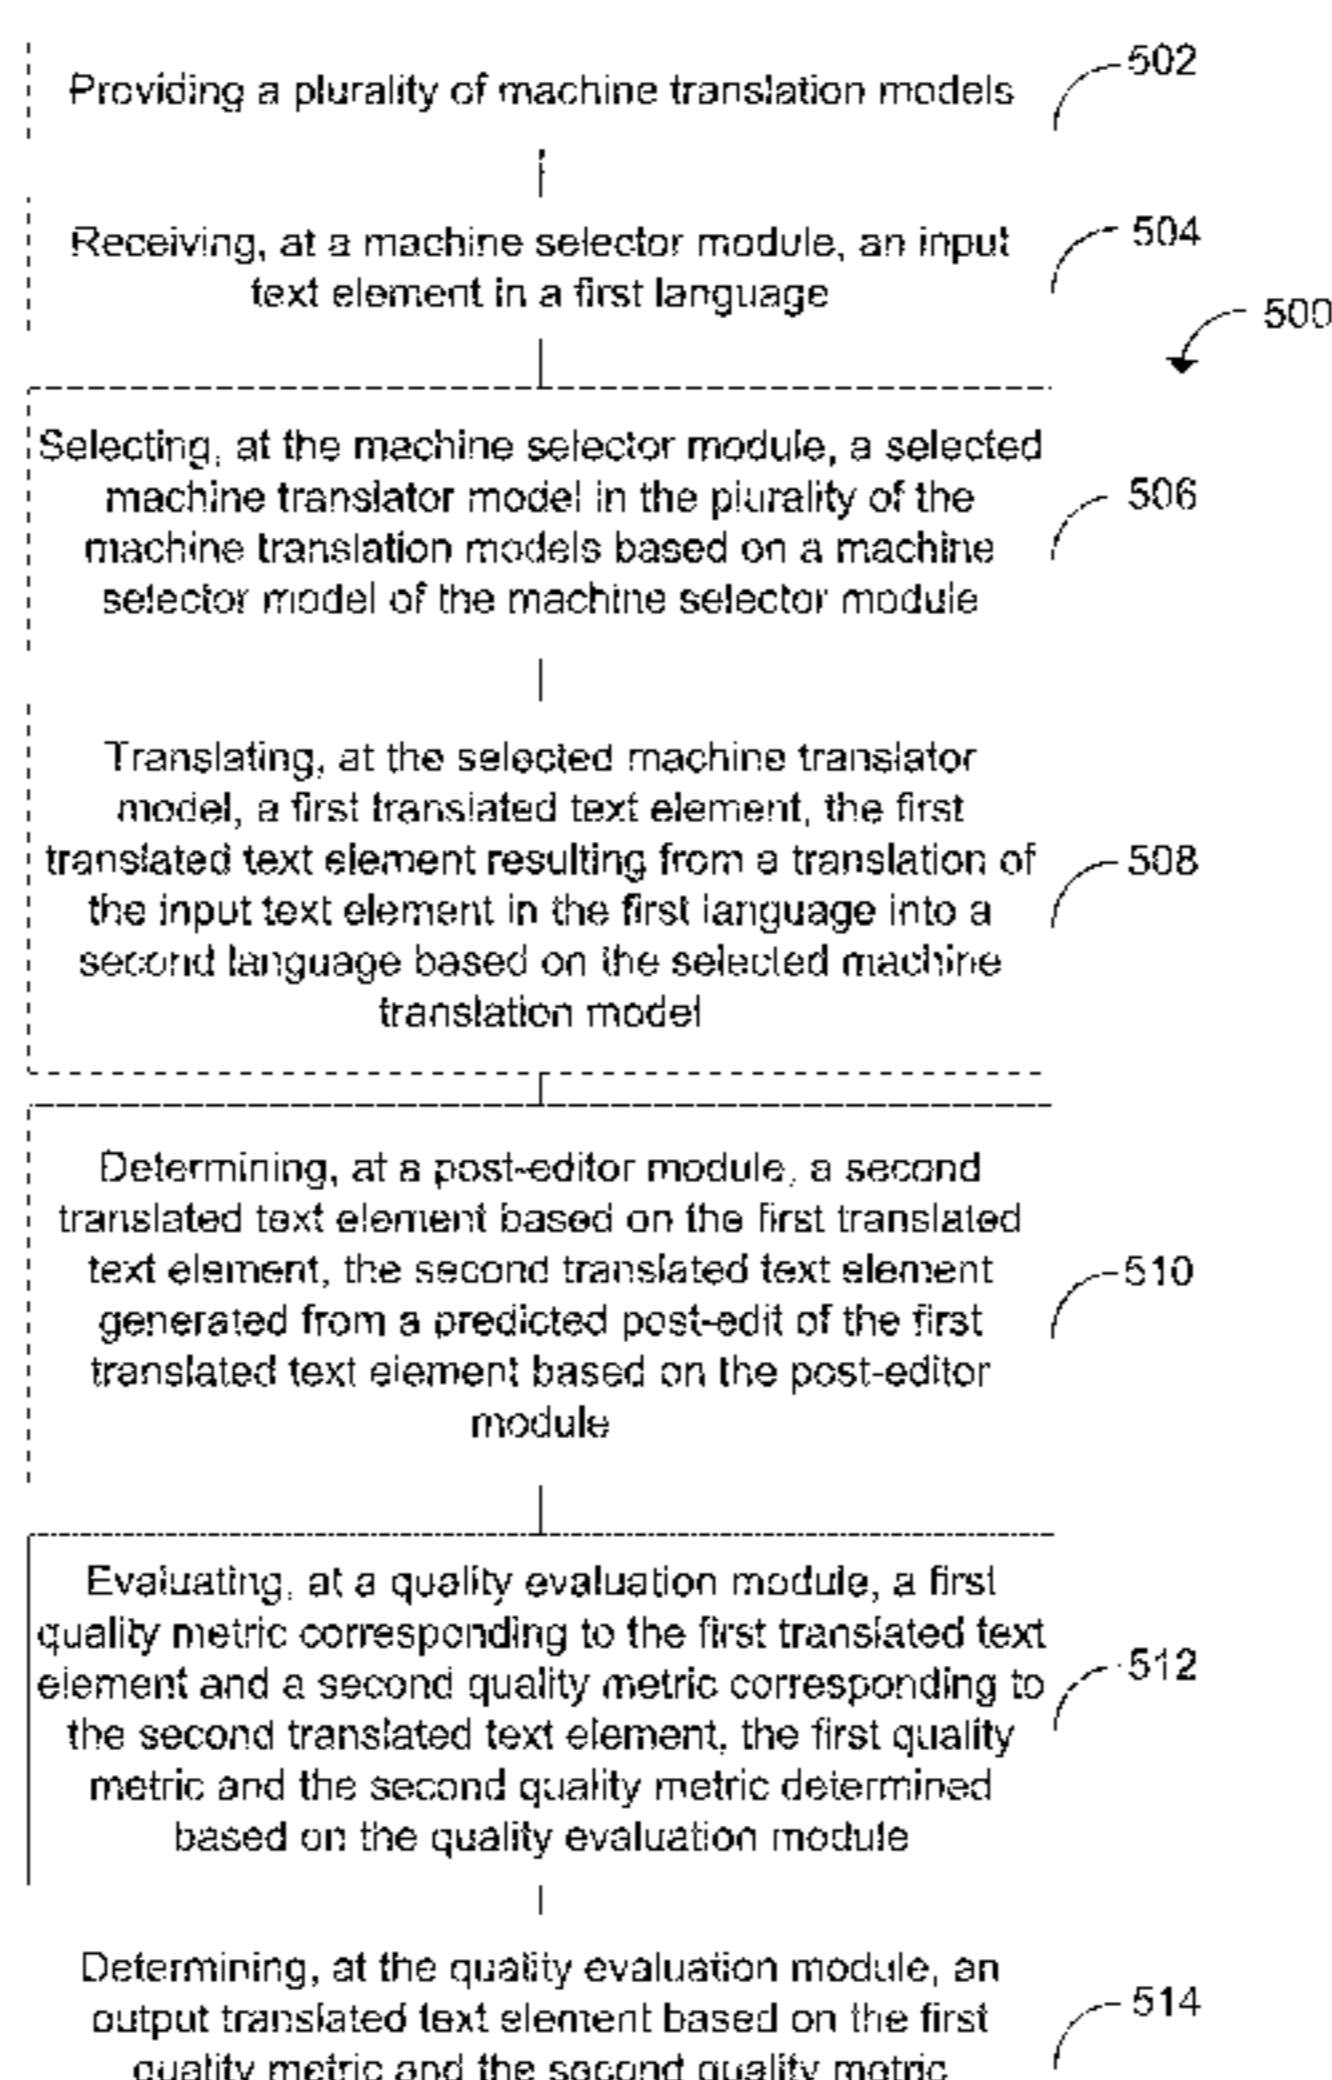 Providing a plurality of machine translation models
502
Receiving, at a machine selector module, an input
text element in a first language
504
500
Selecting, at the machine selector module, a selected
machine translator model in the plurality of the
machine translation models based on a machine
selector model of the machine selector module
506
Translating, at the selected machine translator
model, a first translated text element, the first
translated text element resulting from a translation of
the input text element in the first language into a
second language based on the selected machine
translation model
508
Determining, at a post-editor module, a second
translated text element based on the first translated
text element, the second translated text element
generated from a predicted post-edit of the first
translated text element based on the post-editor
module
510
Evaluating, at a quality evaluation module, a first
quality metric corresponding to the first translated text
element and a second quality metric corresponding to
the second translated text element, the first quality
metric and the second quality metric determined
based on the quality evaluation module
512
Determining, at the quality evaluation module, an
output translated text element based on the first
quality metric and the second quality metric
514